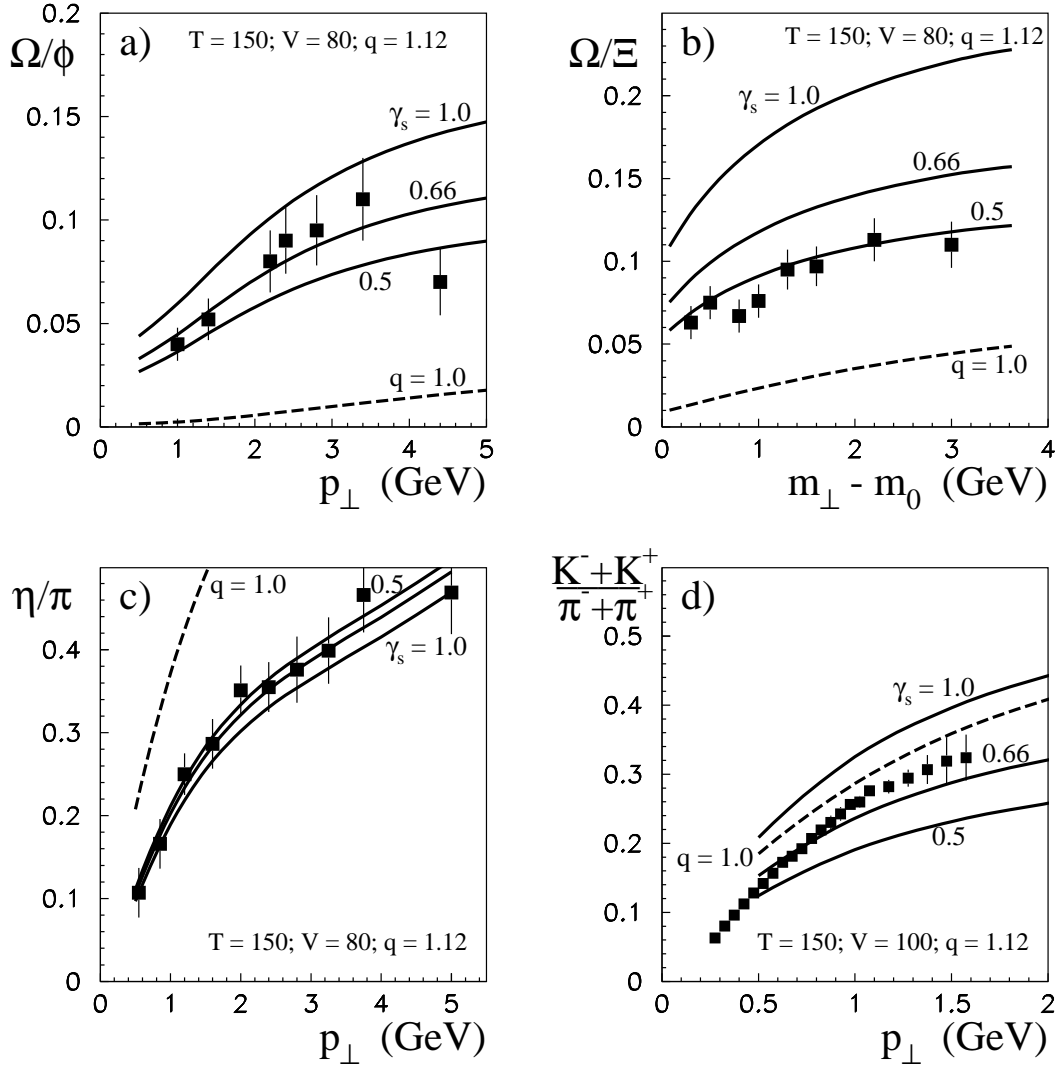 0.2
0.15
0.1
0.05
0
Ω/ϕ
a)
T = 150; V = 80; q = 1.12
γs = 1.0
0.66
0.5
q = 1.0
0 1 2 3 4 5
p⊥ (GeV)
0.2
0.15
0.1
0.05
0
Ω/Ξ
b)
T = 150; V = 80; q = 1.12
γs = 1.0
0.66
0.5
q = 1.0
0 1 2 3 4
m⊥ - m0 (GeV)
η/π
c)
q = 1.0
0.5
γs = 1.0
0.4
0.3
0.2
0.1
0
T = 150; V = 80; q = 1.12
0 1 2 3 4 5
p⊥ (GeV)
K⁻+K⁺
π⁻+π⁺
d)
0.5
0.4
0.3
0.2
0.1
0
γs = 1.0
0.66
q = 1.0
0.5
T = 150; V = 100; q = 1.12
0 0.5 1 1.5 2
p⊥ (GeV)